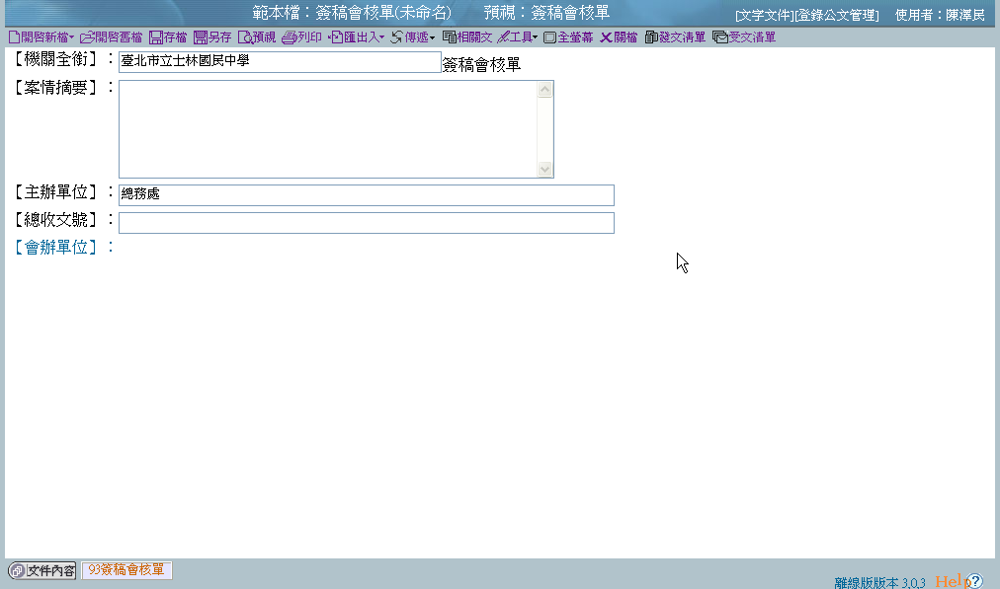 範本檔：簽稿會核單(未命名)　　預視：簽稿會核單
[文字文件][登錄公文管理]　使用者：陳澤民
開啓新檔 開啓舊檔 存檔 另存 預視 列印 匯出入 傳遞 相關文 工具 全螢幕 關檔 發文清單 受文清單
【機關全銜】：臺北市立士林國民中學 簽稿會核單
【案情摘要】：
【主辦單位】：總務處
【總收文號】：
【會辦單位】：
文件內容 93簽稿會核單
離線版版本 3.0.3 Help?